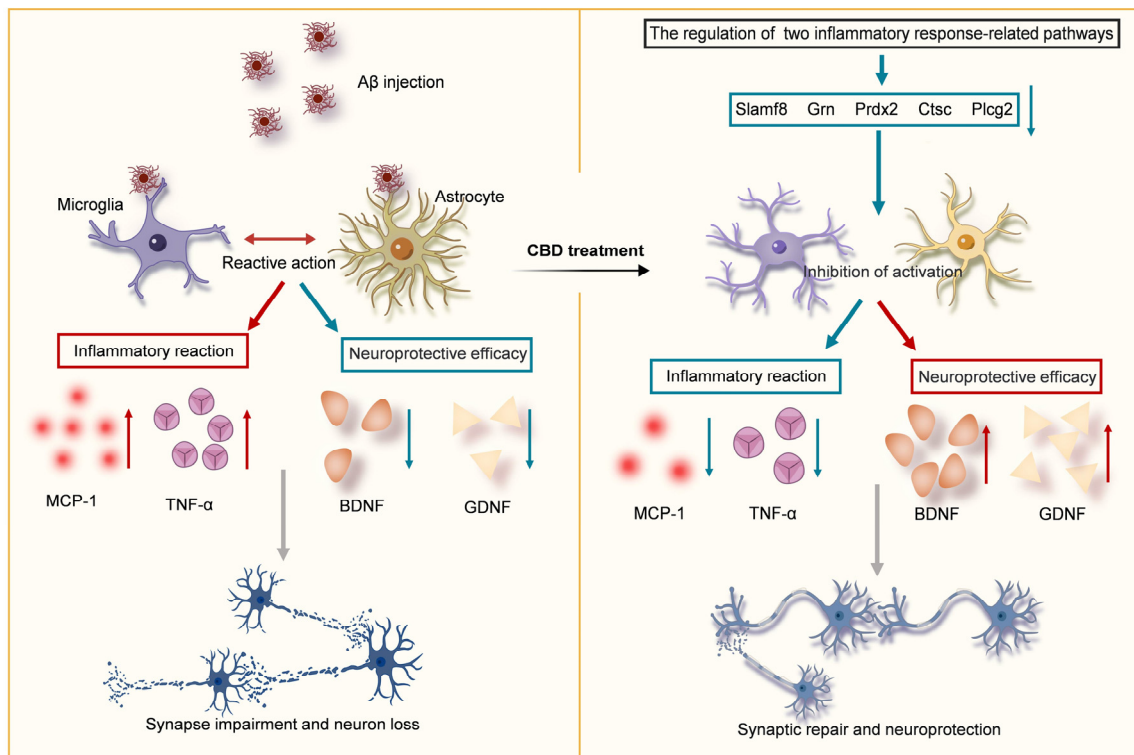 Aβ injection
Microglia
Astrocyte
Reactive action
Inflammatory reaction
Neuroprotective efficacy
MCP-1
TNF-α
BDNF
GDNF
Synapse impairment and neuron loss
CBD treatment
The regulation of two inflammatory response-related pathways
Slamf8 Grn Prdx2 Ctsc Plcg2
Inhibition of activation
Inflammatory reaction
Neuroprotective efficacy
MCP-1
TNF-α
BDNF
GDNF
Synaptic repair and neuroprotection